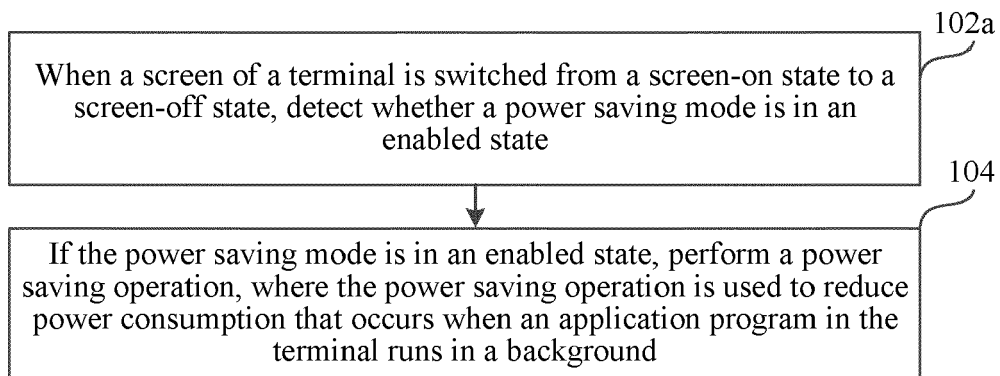 102a
When a screen of a terminal is switched from a screen-on state to a
screen-off state, detect whether a power saving mode is in an
enabled state
104
If the power saving mode is in an enabled state, perform a power
saving operation, where the power saving operation is used to reduce
power consumption that occurs when an application program in the
terminal runs in a background